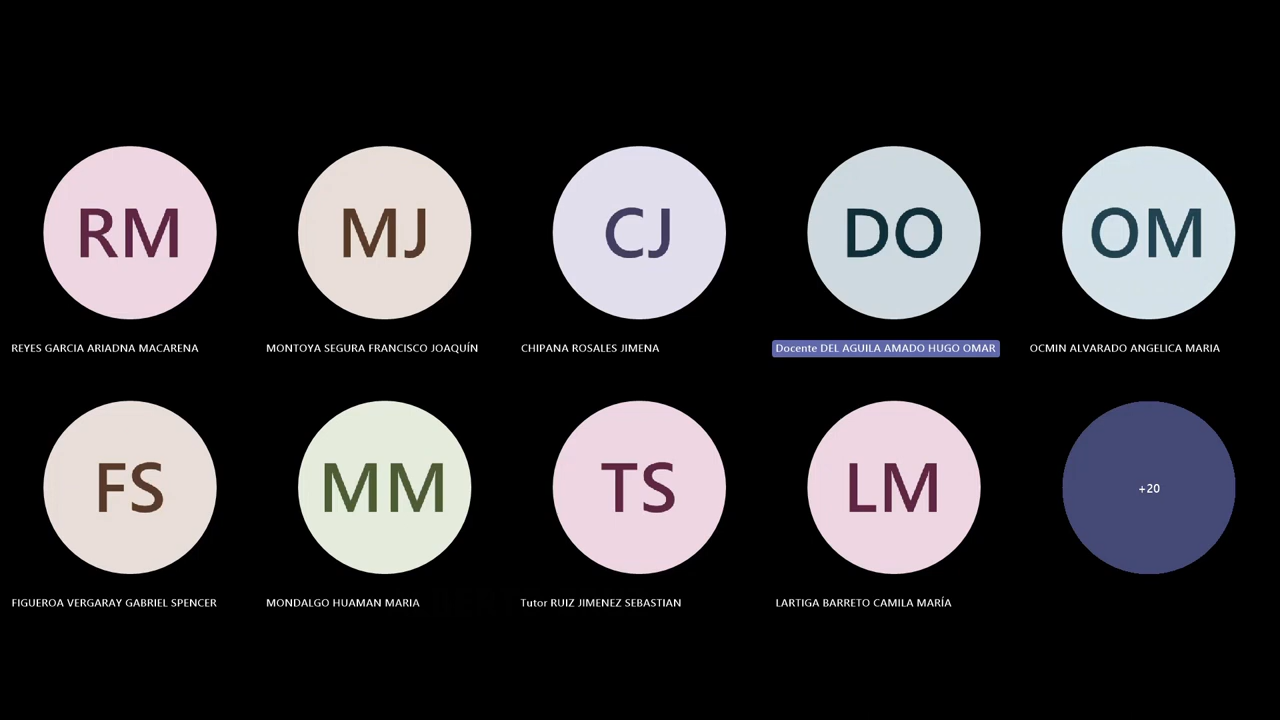 RM
MJ
CJ
DO
OM
REYES GARCIA ARIADNA MACARENA
MONTOYA SEGURA FRANCISCO JOAQUÍN
CHIPANA ROSALES JIMENA
Docente DEL AGUILA AMADO HUGO OMAR
OCMIN ALVARADO ANGELICA MARIA
FS
MM
TS
LM
+20
FIGUEROA VERGARAY GABRIEL SPENCER
MONDALGO HUAMAN MARIA
Tutor RUIZ JIMENEZ SEBASTIAN
LARTIGA BARRETO CAMILA MARÍA